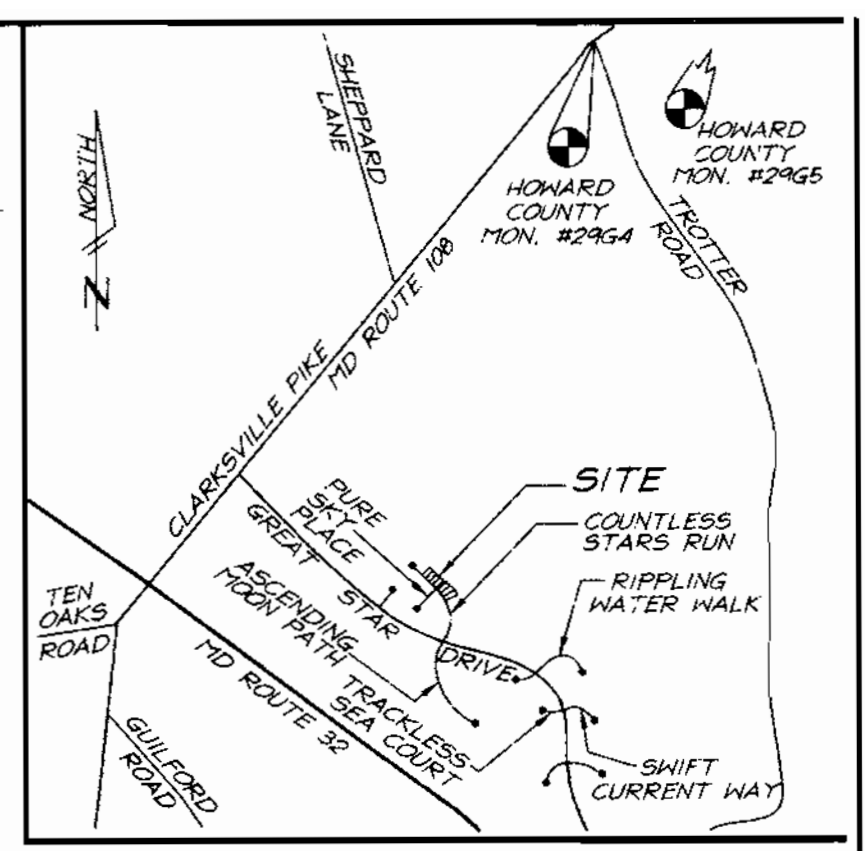 SHEPPARD
LANE
NORTH
N
HOWARD
COUNTY
MON. #29G4
HOWARD
COUNTY
MON. #29G5
TROTTER
ROAD
CLARKSVILLE PIKE
MD ROUTE 108
SITE
PURE
SKY
PLACE
COUNTLESS
STARS RUN
GREAT
STAR
DRIVE
RIPPLING
WATER WALK
ASCENDING
MOON PATH
TEN
OAKS
ROAD
MD ROUTE 32
TRACKLESS
SEA COURT
GUILFORD
ROAD
SWIFT
CURRENT WAY